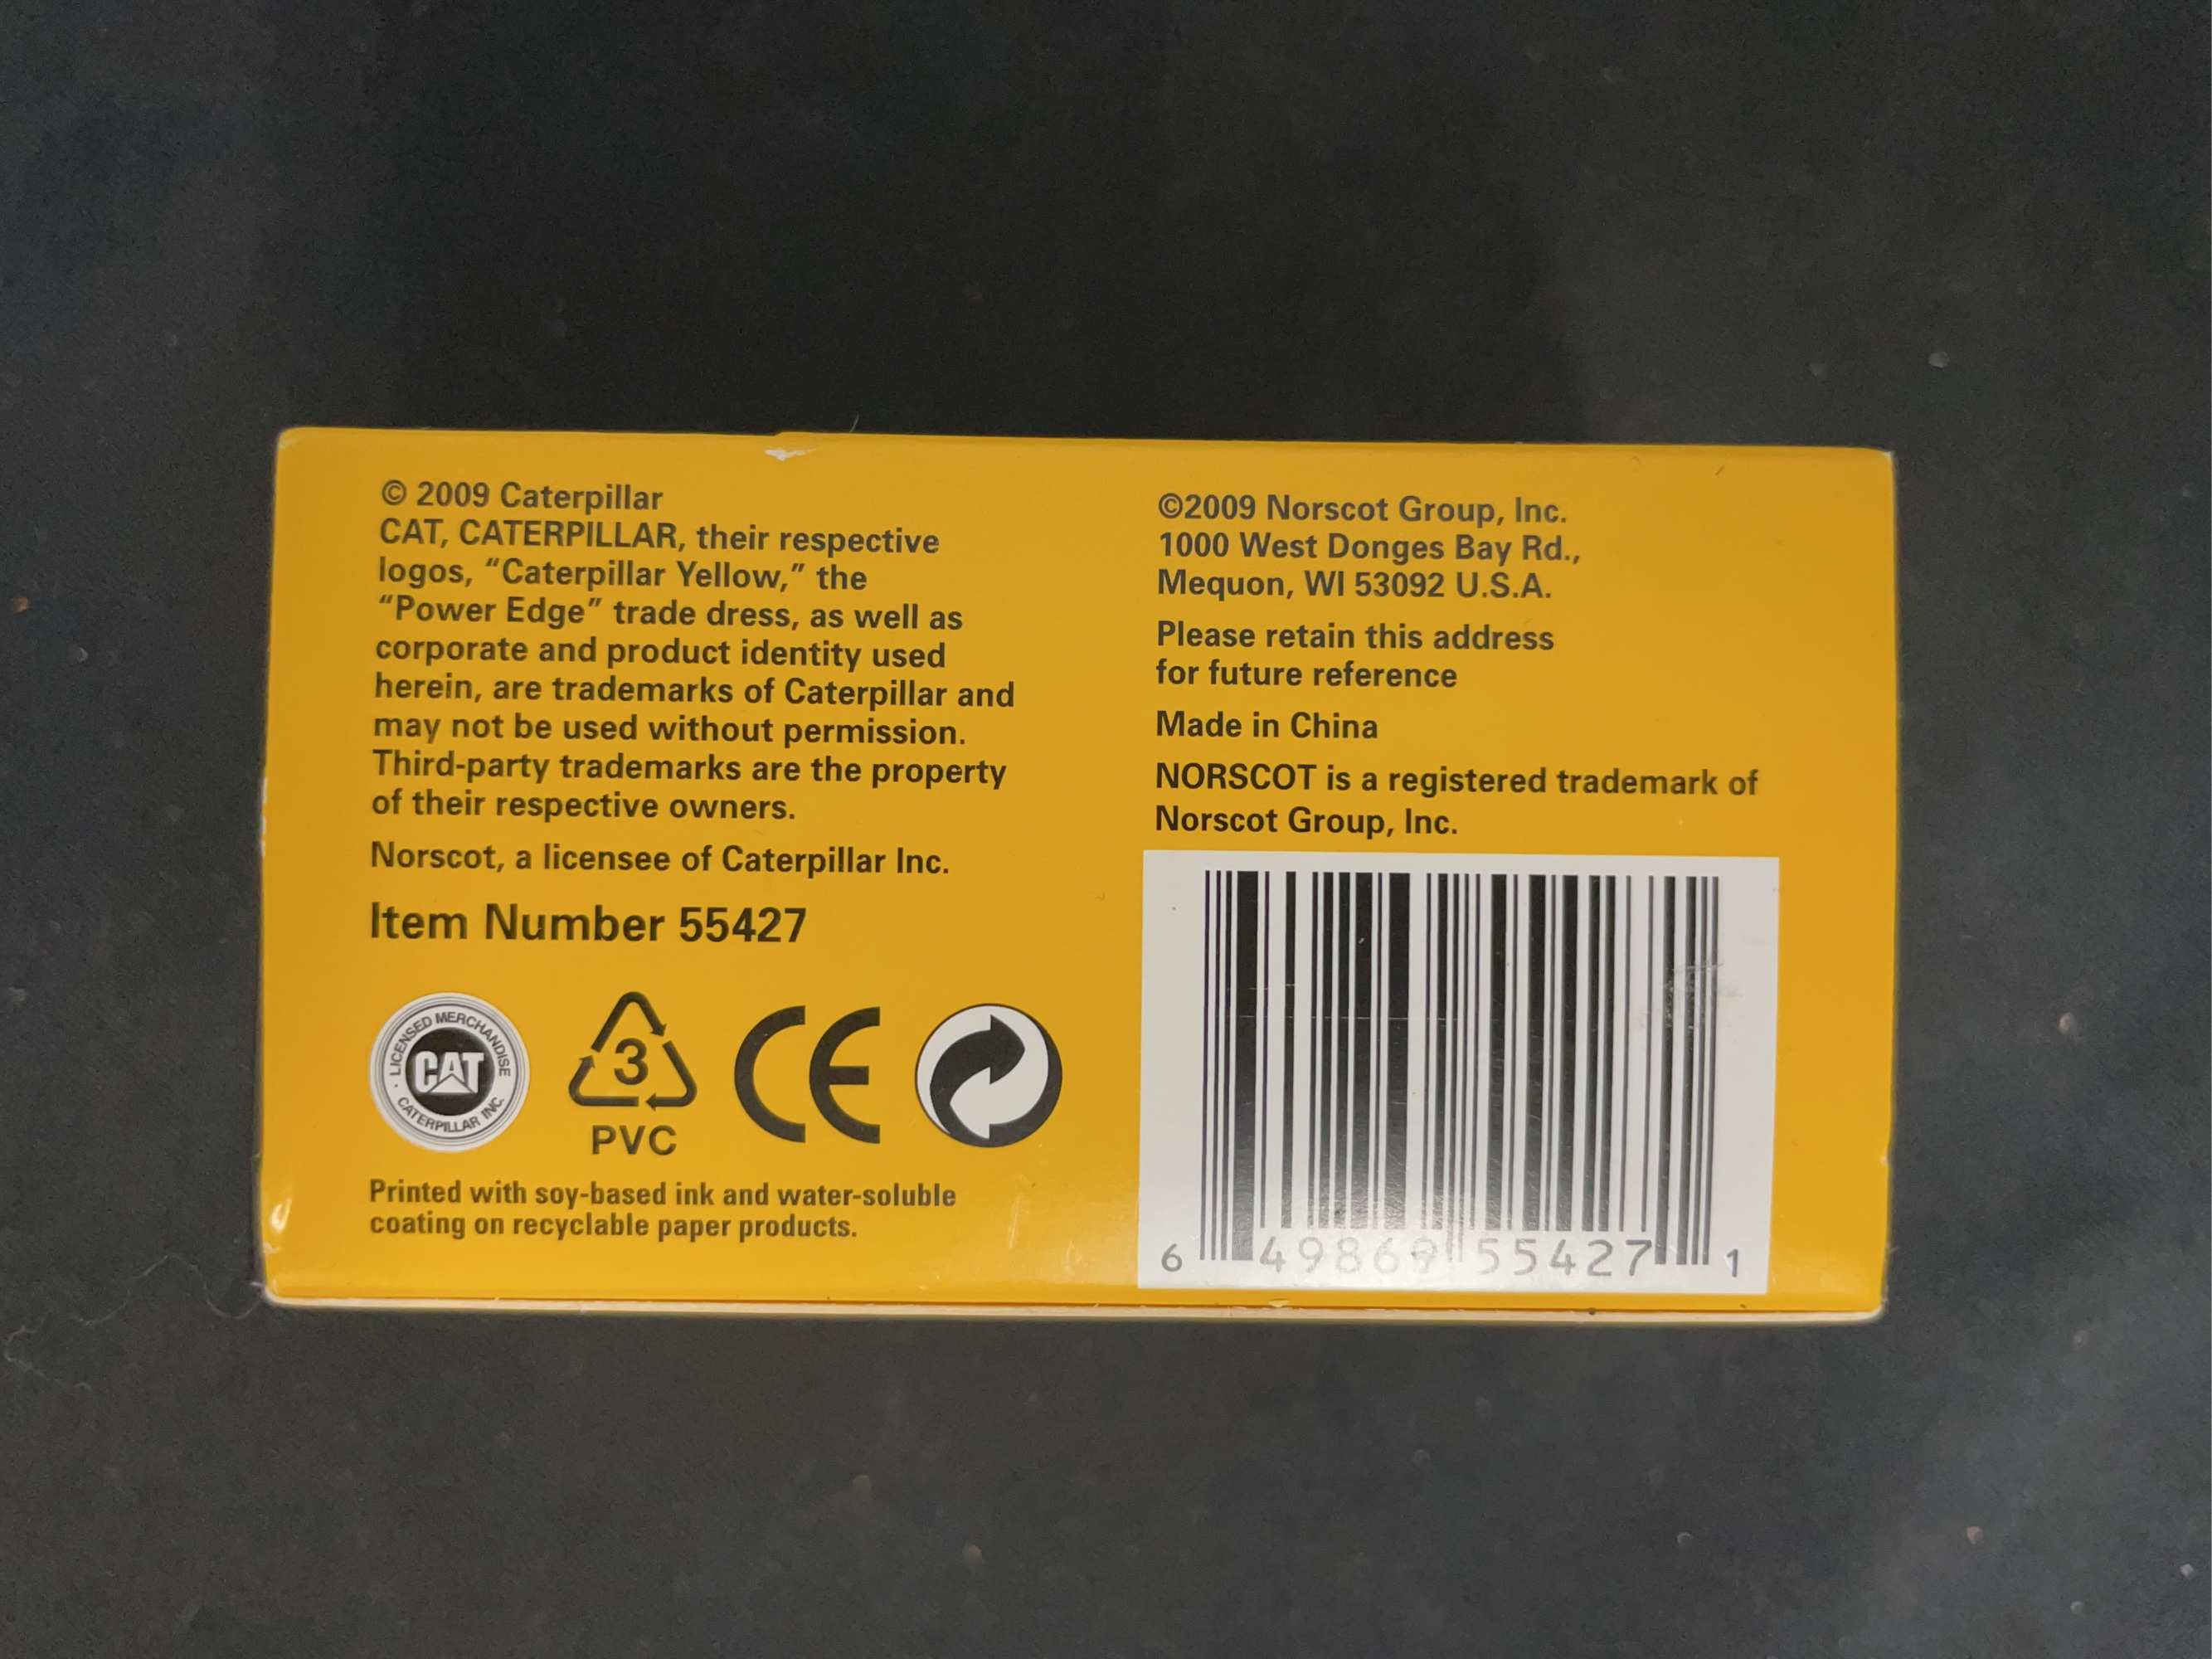 © 2009 Caterpillar
CAT, CATERPILLAR, their respective
logos, “Caterpillar Yellow,” the
“Power Edge” trade dress, as well as
corporate and product identity used
herein, are trademarks of Caterpillar and
may not be used without permission.
Third-party trademarks are the property
of their respective owners.
Norscot, a licensee of Caterpillar Inc.
Item Number 55427
· LICENSED MERCHANDISE ·
CAT
CATERPILLAR INC.
3
PVC
CE
Printed with soy-based ink and water-soluble
coating on recyclable paper products.
©2009 Norscot Group, Inc.
1000 West Donges Bay Rd.,
Mequon, WI 53092 U.S.A.
Please retain this address
for future reference
Made in China
NORSCOT is a registered trademark of
Norscot Group, Inc.
6 49869 55427 1